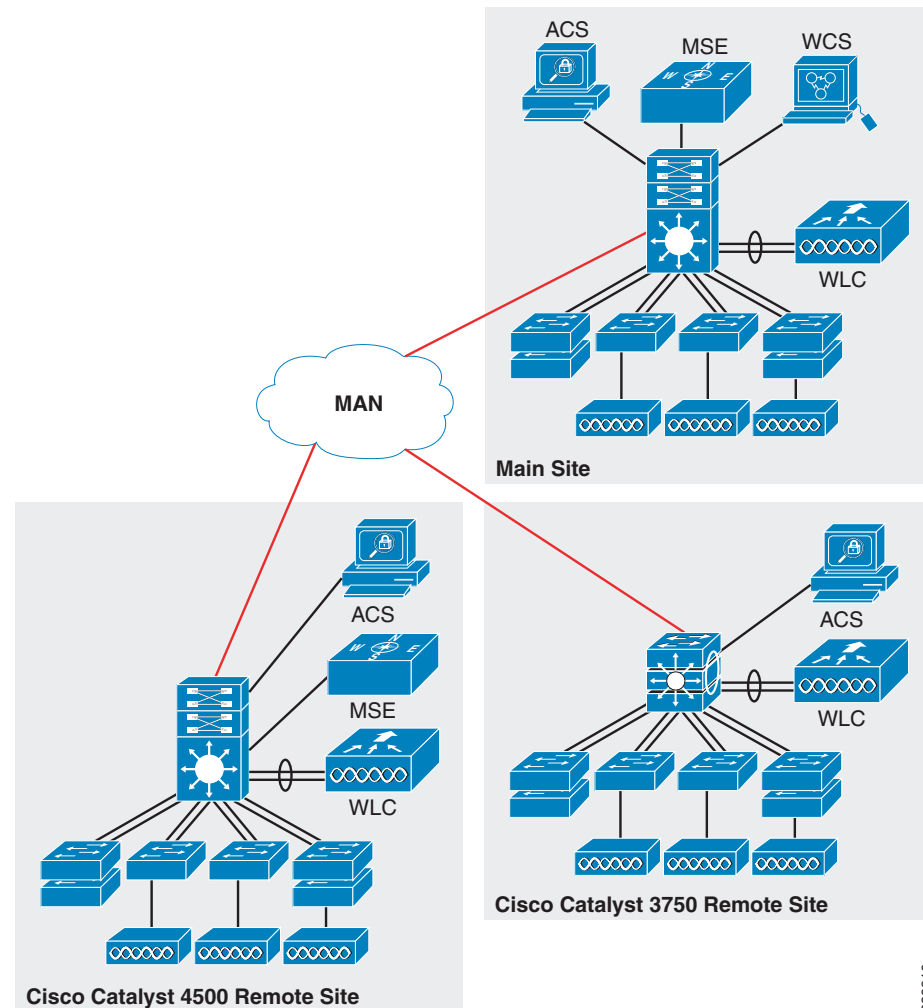 ACS
MSE
WCS
WLC
Main Site
MAN
ACS
MSE
WLC
Cisco Catalyst 4500 Remote Site
ACS
WLC
Cisco Catalyst 3750 Remote Site